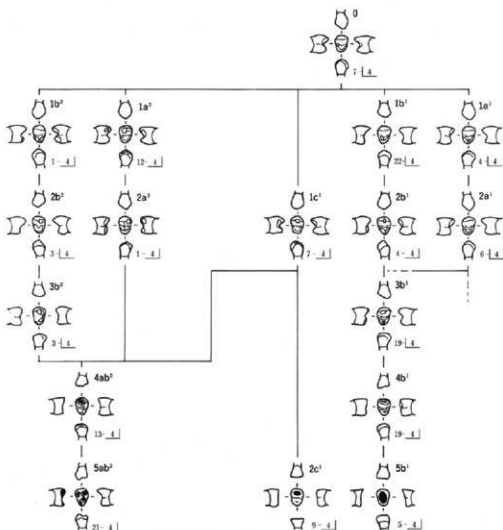 0
7-4
1b² 1a² 1b¹ 1a¹
1-4 12-4 22-4 4-4
2b² 2a² 1c¹ 2b¹ 2a¹
3-4 1-4 7-4 4-4 6-4
3b² 3b¹
3-4 19-4
4ab² 4b¹
13-4 19-4
5ab² 2c¹ 5b¹
21-4 9-4 5-4